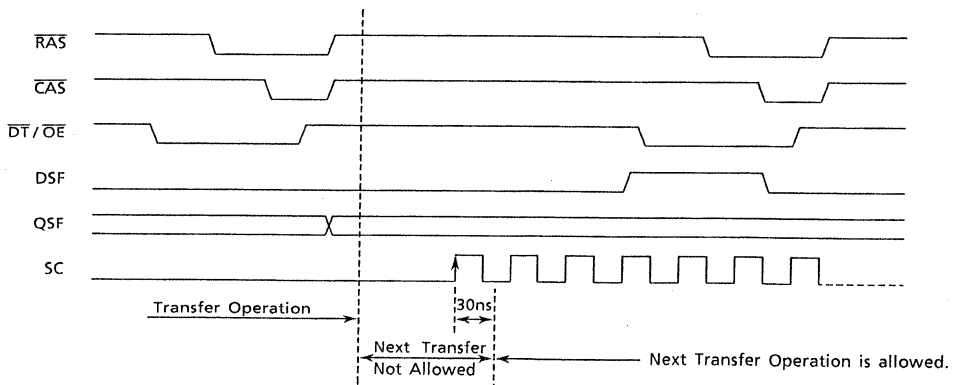 RAS
CAS
DT / OE
DSF
QSF
SC
30ns
Transfer Operation
Next Transfer
Not Allowed
Next Transfer Operation is allowed.